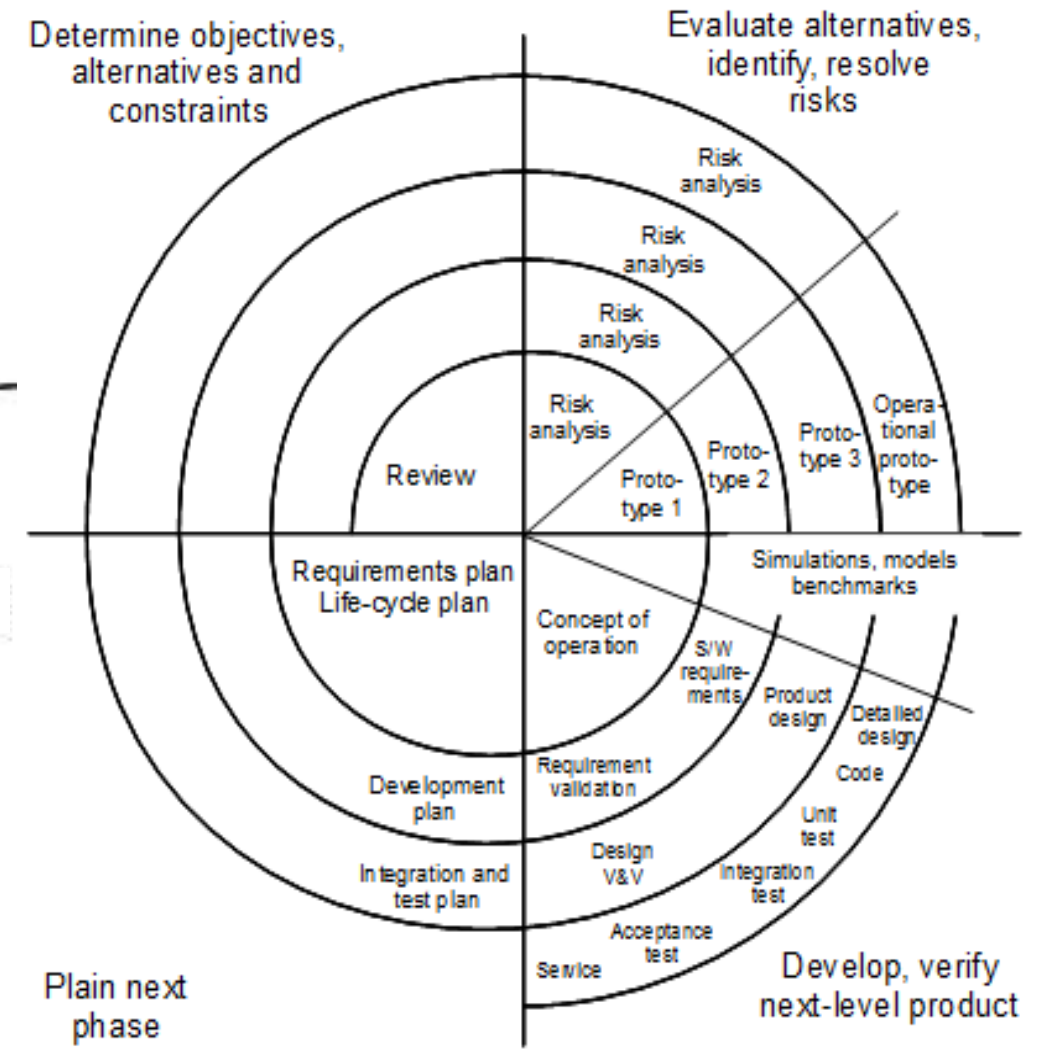 Determine objectives,
alternatives and
constraints
Evaluate alternatives,
identify, resolve
risks
Risk
analysis
Risk
analysis
Risk
analysis
Risk
analysis
Review
Proto-
type 1
Proto-
type 2
Proto-
type 3
Opera-
tional
proto-
type
Simulations, models
benchmarks
Requirements plan
Life-cycle plan
Concept of
operation
S/W
require-
ments
Product
design
Detailed
design
Code
Unit
test
Integration
test
Acceptance
test
Service
Requirement
validation
Design
V&V
Development
plan
Integration and
test plan
Plain next
phase
Develop, verify
next-level product